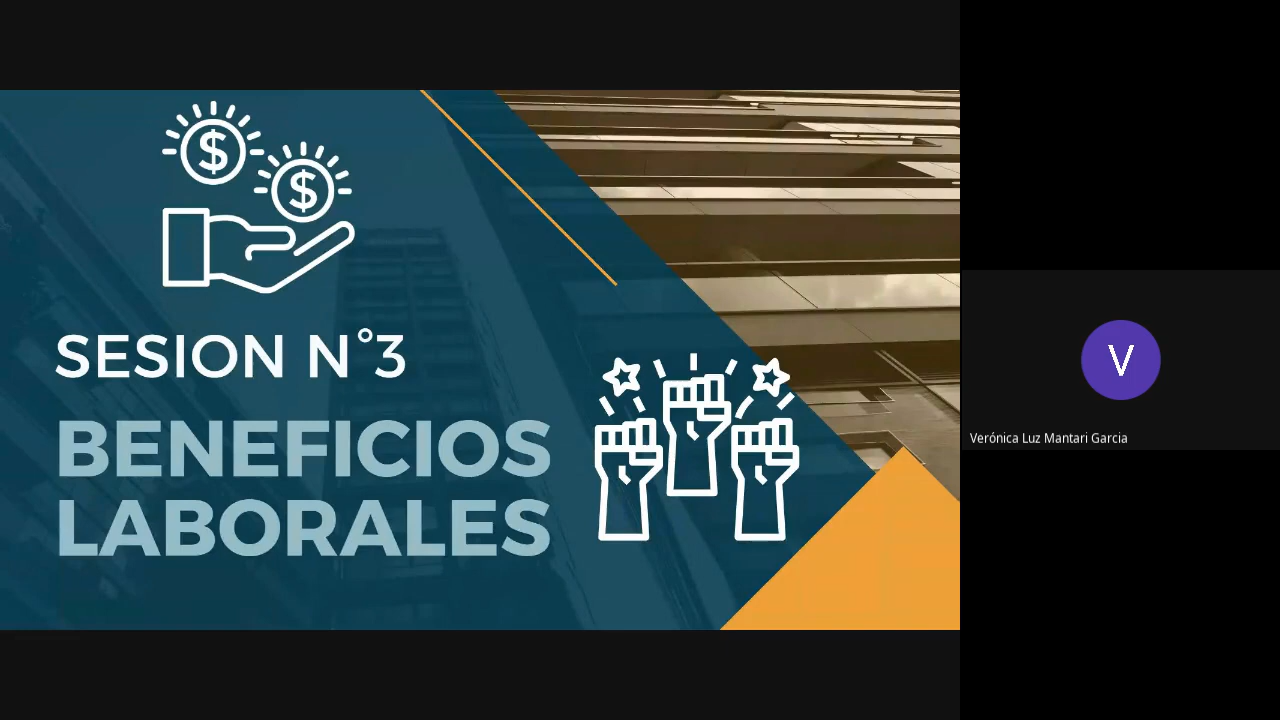 SESION N°3
BENEFICIOS
LABORALES
V
Verónica Luz Mantari Garcia